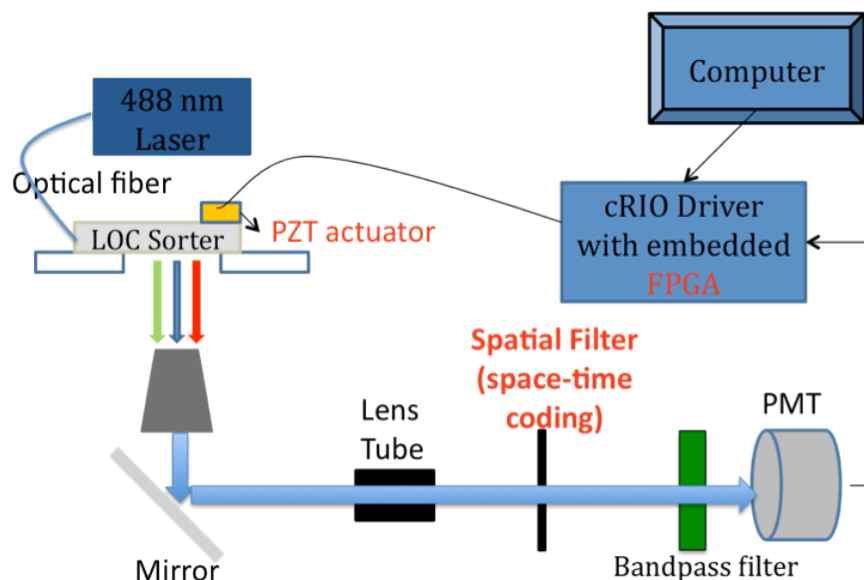 Computer
488 nm
Laser
Optical fiber
LOC Sorter
PZT actuator
cRIO Driver
with embedded
FPGA
Spatial Filter
(space-time
coding)
Lens
Tube
PMT
Mirror
Bandpass filter